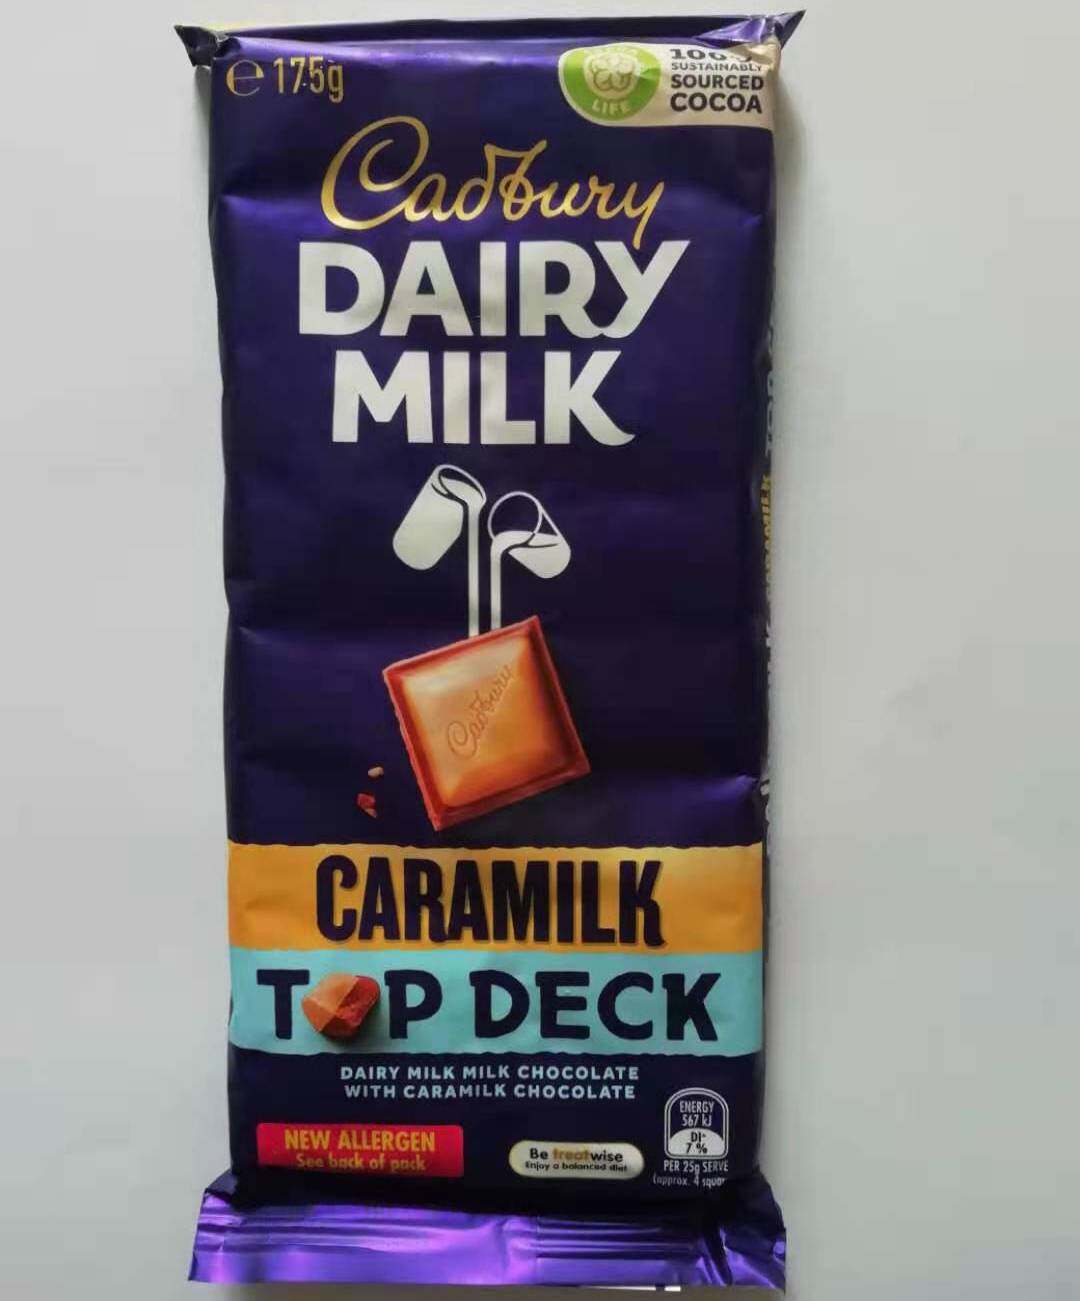 e 175g
SUSTAINABLY
SOURCED
COCOA
LIFE
Cadbury
DAIRY
MILK
Cadbury
CARAMILK
TOP DECK
DAIRY MILK MILK CHOCOLATE
WITH CARAMILK CHOCOLATE
NEW ALLERGEN
See back of pack
Be treatwise
Enjoy a balanced diet
ENERGY
567 kJ
DI*
7 %
PER 25g SERVE
(approx. 4